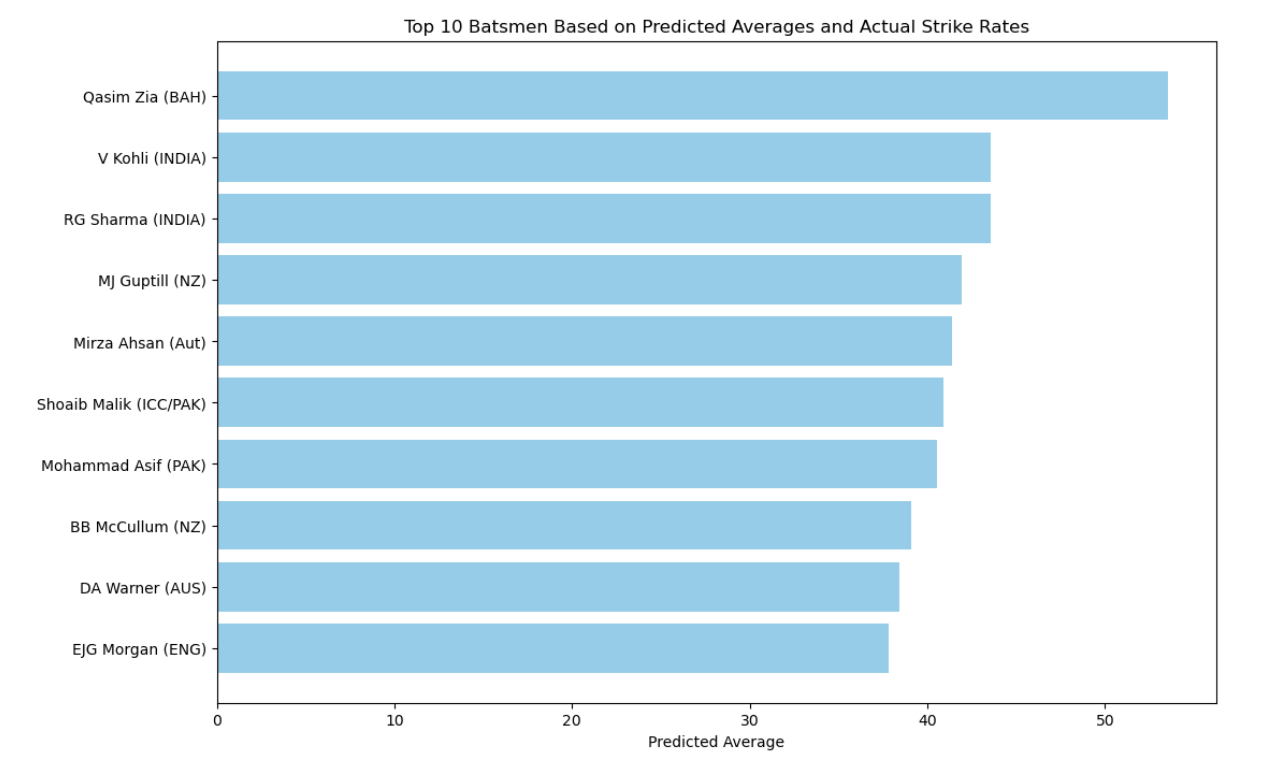 Top 10 Batsmen Based on Predicted Averages and Actual Strike Rates
Qasim Zia (BAH)
V Kohli (INDIA)
RG Sharma (INDIA)
MJ Guptill (NZ)
Mirza Ahsan (Aut)
Shoaib Malik (ICC/PAK)
Mohammad Asif (PAK)
BB McCullum (NZ)
DA Warner (AUS)
EJG Morgan (ENG)
0 10 20 30 40 50
Predicted Average